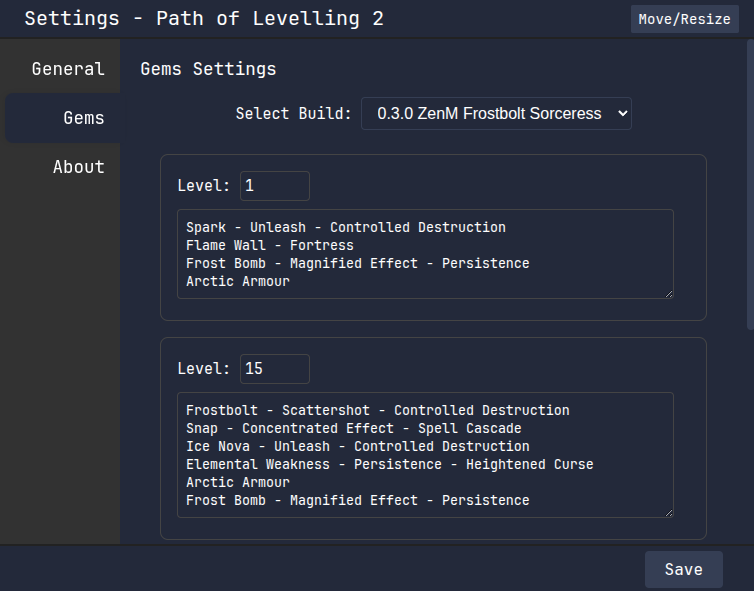 Settings - Path of Levelling 2
Move/Resize
General
Gems
About
Gems Settings
Select Build: 0.3.0 ZenM Frostbolt Sorceress
Level: 1
Spark - Unleash - Controlled Destruction
Flame Wall - Fortress
Frost Bomb - Magnified Effect - Persistence
Arctic Armour
Level: 15
Frostbolt - Scattershot - Controlled Destruction
Snap - Concentrated Effect - Spell Cascade
Ice Nova - Unleash - Controlled Destruction
Elemental Weakness - Persistence - Heightened Curse
Arctic Armour
Frost Bomb - Magnified Effect - Persistence
Save